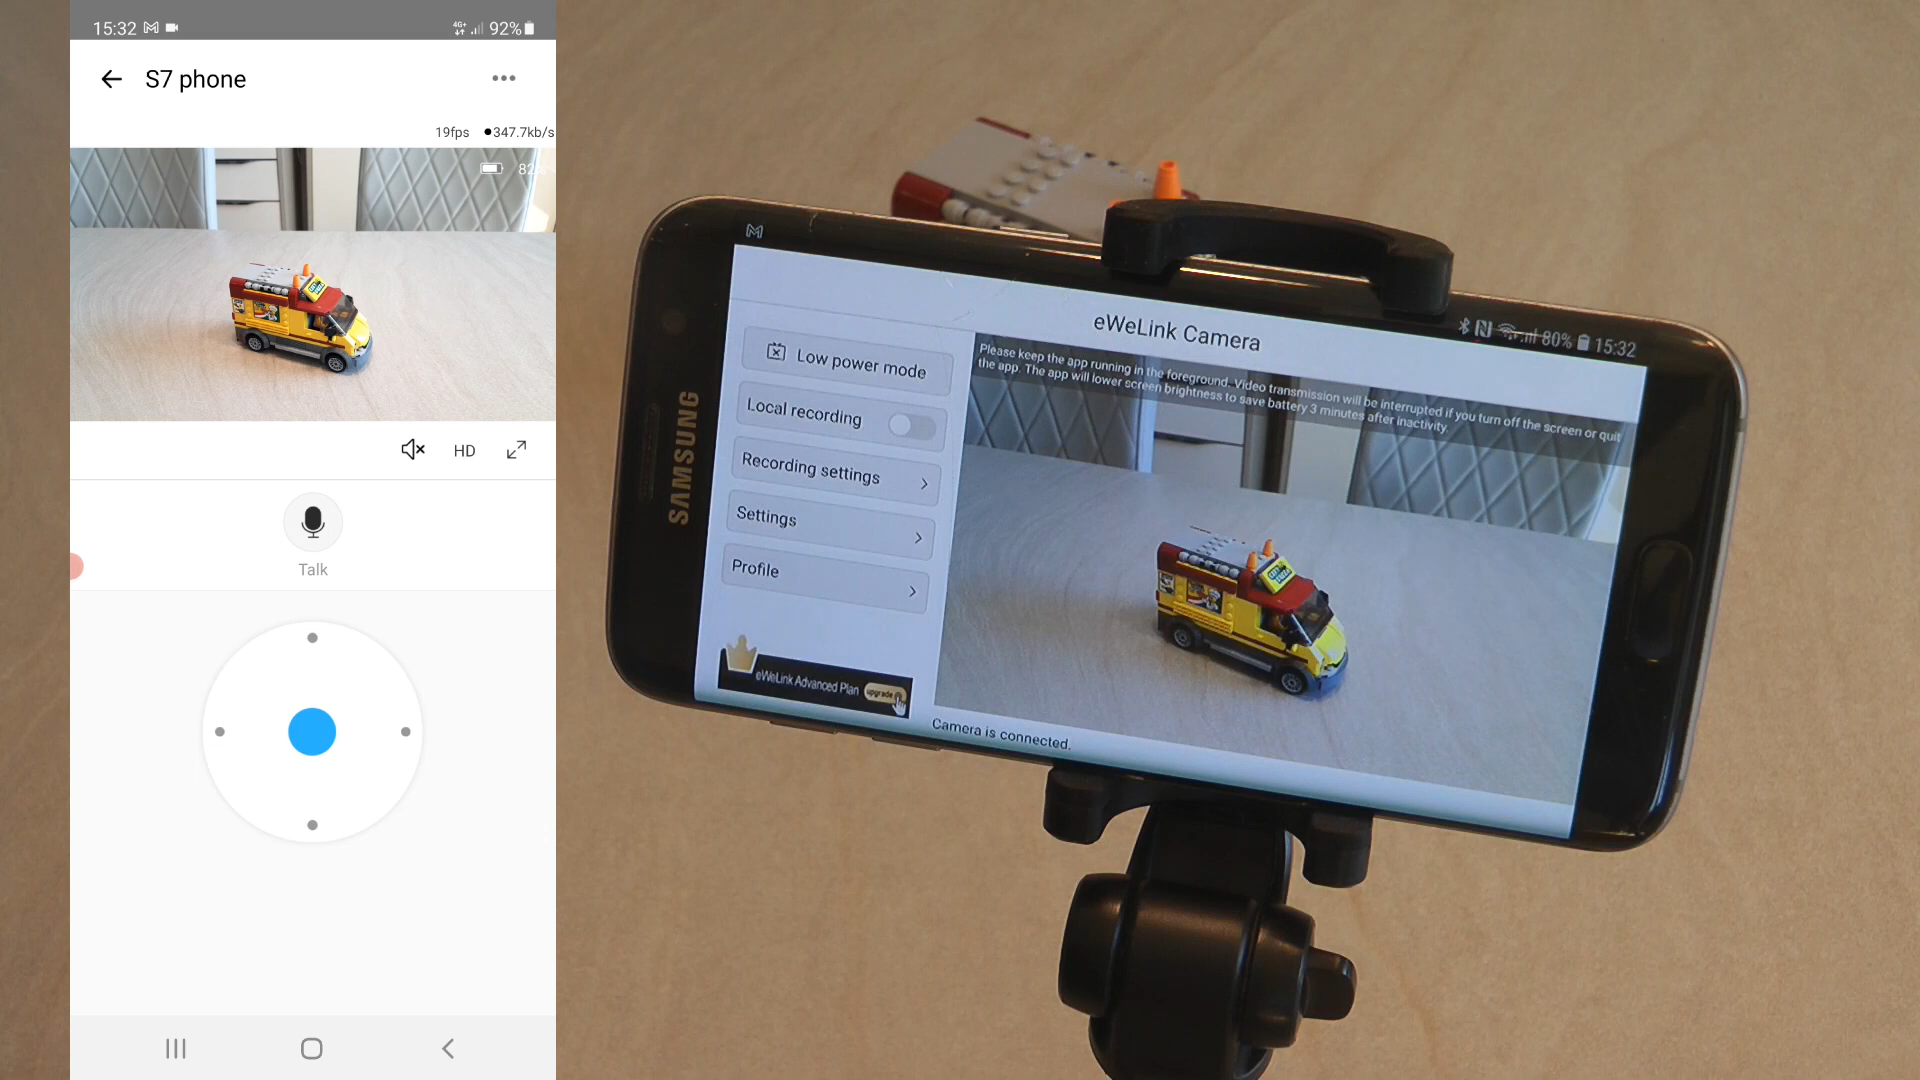 15:32
4G+
92%
S7 phone
19fps
347.7kb/s
82
HD
Talk
SAMSUNG
eWeLink Camera
80%
15:32
Low power mode
Local recording
Recording settings
Settings
Profile
eWeLink Advanced Plan
upgrade
Please keep the app running in the foreground. Video transmission will be interrupted if you turn off the screen or quit
the app. The app will lower screen brightness to save battery 3 minutes after inactivity.
Camera is connected.